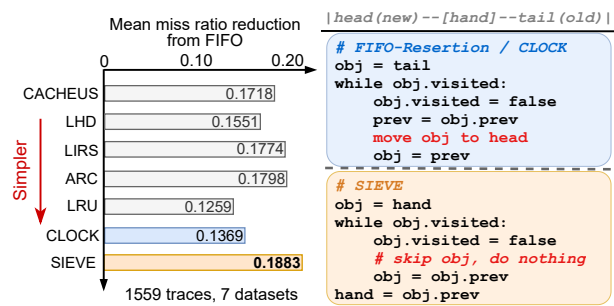 Mean miss ratio reduction
from FIFO
0 0.10 0.20
CACHEUS 0.1718
LHD 0.1551
LIRS 0.1774
ARC 0.1798
LRU 0.1259
CLOCK 0.1369
SIEVE 0.1883
Simpler
1559 traces, 7 datasets
|head(new)--[hand]--tail(old)|
# FIFO-Resertion / CLOCK
obj = tail
while obj.visited:
    obj.visited = false
    prev = obj.prev
    move obj to head
    obj = prev
# SIEVE
obj = hand
while obj.visited:
    obj.visited = false
    # skip obj, do nothing
    obj = obj.prev
hand = obj.prev